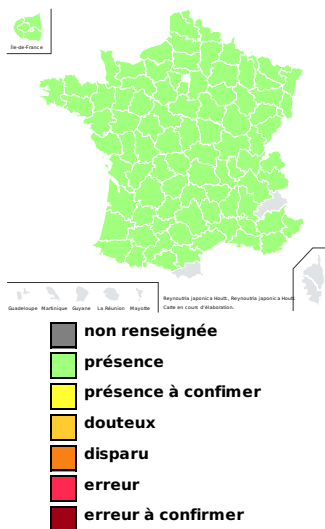 Île-de-France
Reynoutria japonica Houtt., Reynoutria japonica Houtt.
Guadeloupe Martinique Guyane La Réunion Mayotte
Carte en cours d'élaboration.
non renseignée
présence
présence à confimer
douteux
disparu
erreur
erreur à confirmer